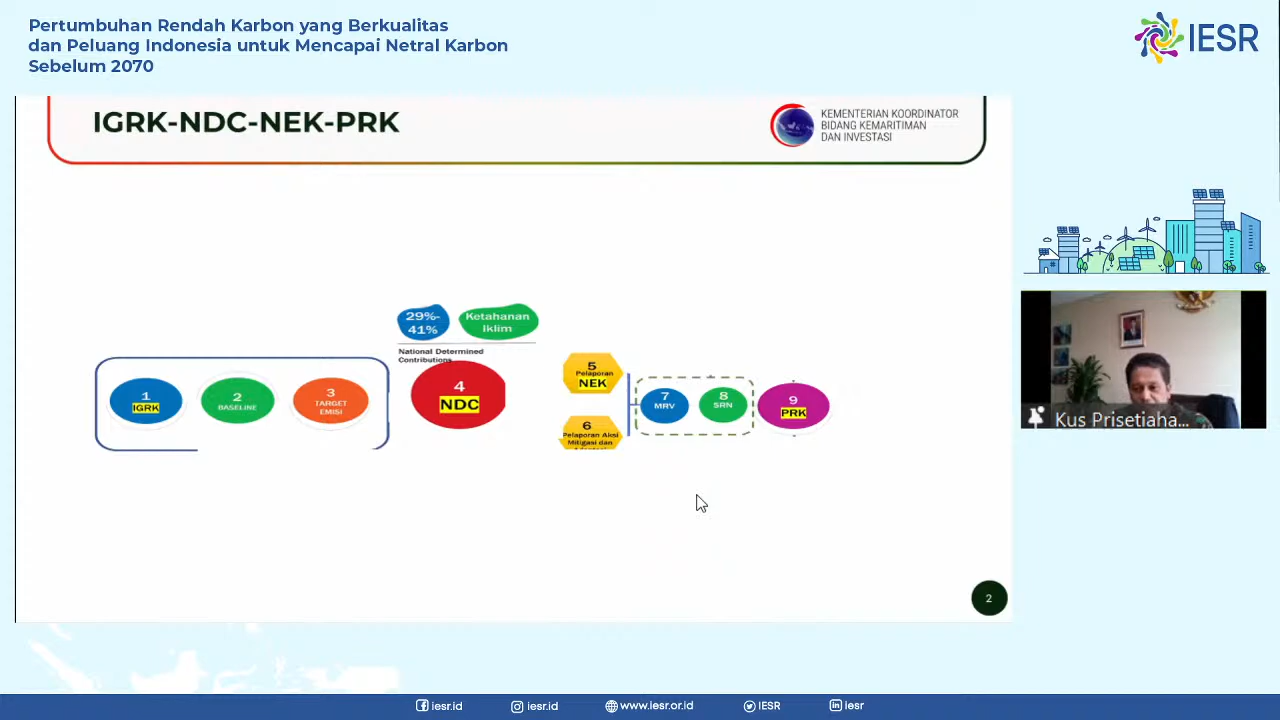 Pertumbuhan Rendah Karbon yang Berkualitas
dan Peluang Indonesia untuk Mencapai Netral Karbon
Sebelum 2070
IESR
IGRK-NDC-NEK-PRK
KEMENTERIAN KOORDINATOR
BIDANG KEMARITIMAN
DAN INVESTASI
29%-
41%
Ketahanan
Iklim
National Determined
Contributions
1
IGRK
2
BASELINE
3
TARGET
EMISI
4
NDC
5
Pelaporan
NEK
6
Pelaporan Aksi
Mitigasi dan
7
MRV
8
SRN
9
PRK
Kus Prisetiaha...
2
iesr.id
iesr.id
www.iesr.or.id
IESR
iesr